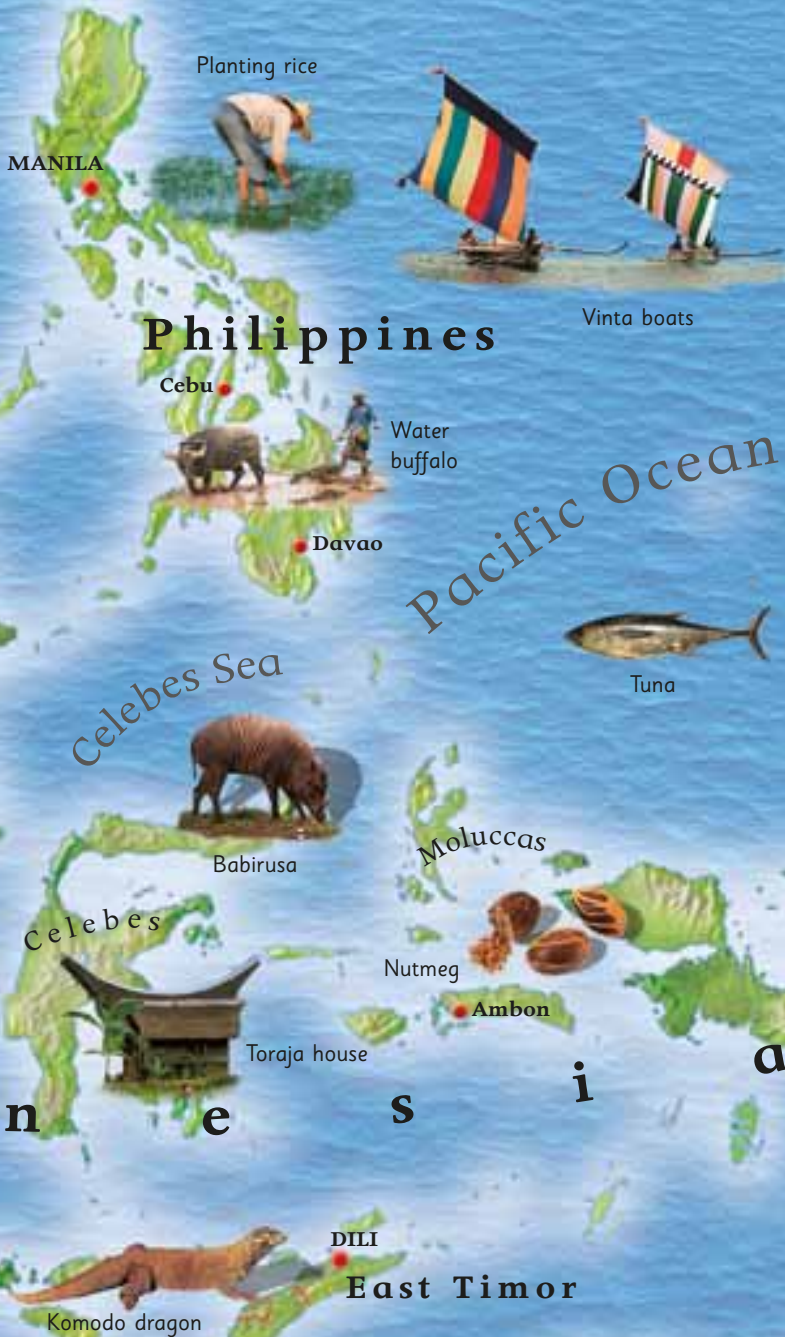 Planting rice
MANILA
Vinta boats
Philippines
Cebu
Water
buffalo
Pacific Ocean
Davao
Tuna
Celebes Sea
Babirusa
Moluccas
Celebes
Nutmeg
Ambon
Toraja house
n e s i a
DILI
East Timor
Komodo dragon